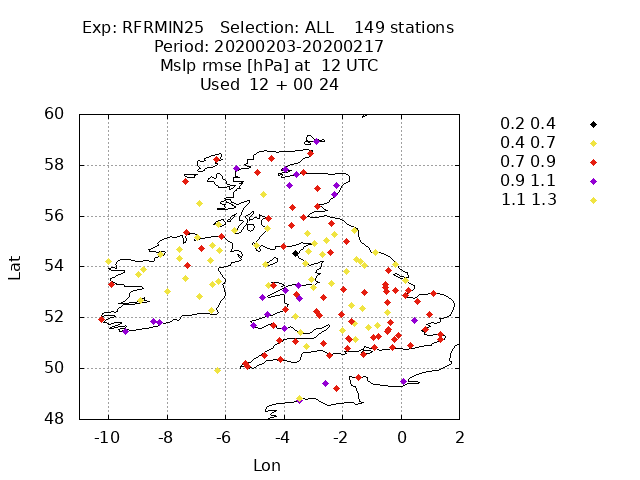 Exp: RFRMIN25 Selection: ALL 149 stations
Period: 20200203-20200217
Mslp rmse [hPa] at 12 UTC
Used 12 + 00 24
0.2 0.4
0.4 0.7
0.7 0.9
0.9 1.1
1.1 1.3
60
58
56
54
52
50
48
Lat
-10 -8 -6 -4 -2 0 2
Lon